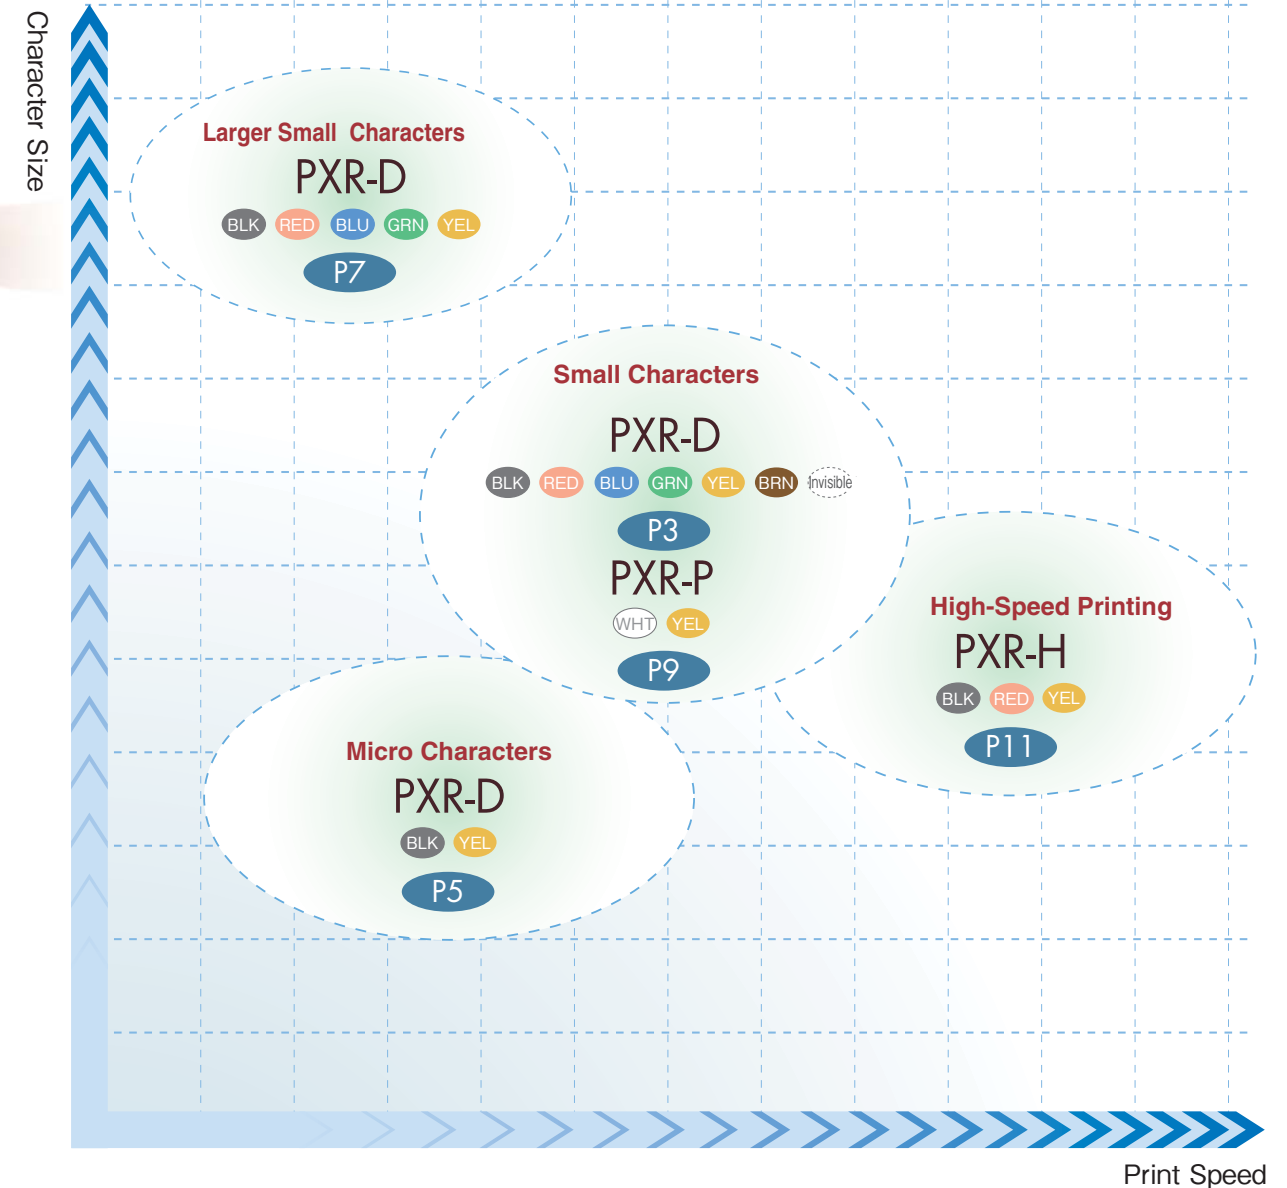 Character Size
Larger Small Characters
PXR-D
BLK RED BLU GRN YEL
P7
Small Characters
PXR-D
BLK RED BLU GRN YEL BRN Invisible
P3
PXR-P
WHT YEL
P9
High-Speed Printing
PXR-H
BLK RED YEL
P11
Micro Characters
PXR-D
BLK YEL
P5
Print Speed